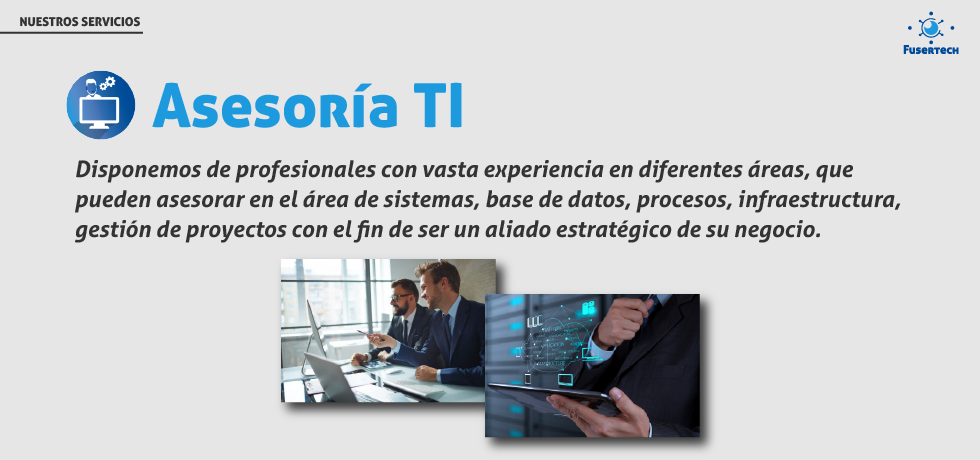 NUESTROS SERVICIOS
Fusertech
Asesoría TI
Disponemos de profesionales con vasta experiencia en diferentes áreas, que
pueden asesorar en el área de sistemas, base de datos, procesos, infraestructura,
gestión de proyectos con el fin de ser un aliado estratégico de su negocio.